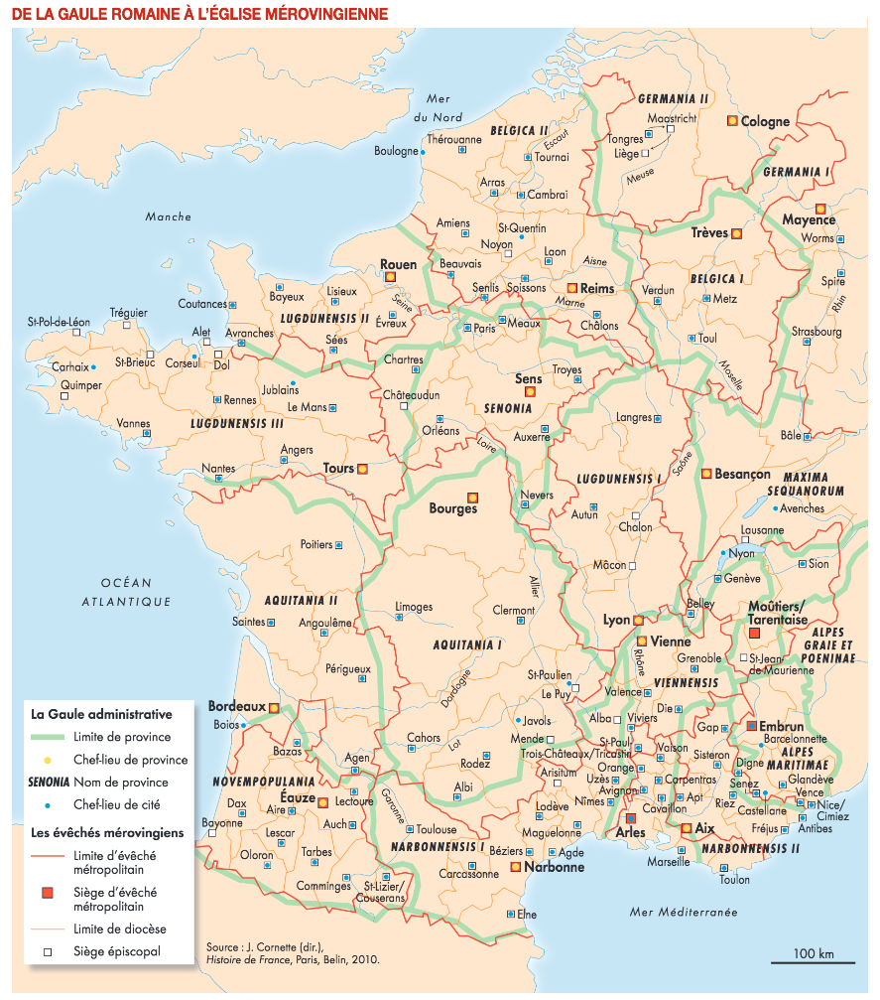 DE LA GAULE ROMAINE À L'ÉGLISE MÉROVINGIENNE
Mer
du Nord
GERMANIA II
Maastricht
Cologne
Tongres
Liège
Meuse
BELGICA II
Escaut
Thérouanne
Boulogne
Tournai
Arras
Cambrai
GERMANIA I
Mayence
Worms
Trèves
Manche
Amiens
St-Quentin
Noyon
Laon
Aisne
Rouen
Beauvais
Senlis
Soissons
Reims
Marne
Châlons
Verdun
BELGICA I
Metz
Spire
Rhin
Toul
Strasbourg
Moselle
Coutances
Bayeux
Lisieux
Seine
LUGDUNENSIS II
Évreux
Paris
Meaux
St-Pol-de-Léon
Tréguier
Alet
Avranches
Sées
Chartres
Carhaix
St-Brieuc
Corseul
Dol
Quimper
Jublains
Rennes
Le Mans
Châteaudun
Sens
Troyes
SENONIA
Vannes
LUGDUNENSIS III
Orléans
Auxerre
Langres
Bâle
Angers
Nantes
Tours
Loire
Bourges
Nevers
LUGDUNENSIS I
Saône
Besançon
MAXIMA
SEQUANORUM
Autun
Chalon
Avenches
Lausanne
Nyon
Sion
Genève
Mâcon
Poitiers
OCÉAN
ATLANTIQUE
AQUITANIA II
Limoges
Allier
Clermont
Belley
Lyon
Moûtiers/
Tarentaise
Vienne
Saintes
Angoulême
AQUITANIA I
Rhône
Grenoble
ALPES
GRAIE ET
POENINAE
St-Jean-
de-Maurienne
Périgueux
Dordogne
St-Paulien
Le Puy
VIENNENSIS
Valence
Die
Bordeaux
Boios
Javols
Alba
Viviers
Gap
Embrun
Barcelonnette
Bazas
Cahors
Lot
Mende
St-Paul-
Trois-Châteaux/Tricastin
Vaison
Sisteron
ALPES
MARITIMAE
Agen
Rodez
Arisitum
Orange
Digne
NOVEMPOPULANIA
Lectoure
Albi
Uzès
Carpentras
Senez
Glandève
Vence
Éauze
Garonne
Avignon
Apt
Riez
Castellane
Nice/
Cimiez
Dax
Aire
Lodève
Nîmes
Cavaillon
Bayonne
Auch
Toulouse
Maguelonne
Arles
Aix
Fréjus
Antibes
Lescar
NARBONNENSIS I
Béziers
Agde
Marseille
NARBONNENSIS II
Oloron
Tarbes
Carcassonne
Narbonne
Toulon
Comminges
St-Lizier/
Couserans
Elne
Mer Méditerranée
La Gaule administrative
Limite de province
Chef-lieu de province
SENONIA Nom de province
Chef-lieu de cité
Les évêchés mérovingiens
Limite d'évêché
métropolitain
Siège d'évêché
métropolitain
Limite de diocèse
Siège épiscopal
Source : J. Cornette (dir.),
Histoire de France, Paris, Belin, 2010.
100 km